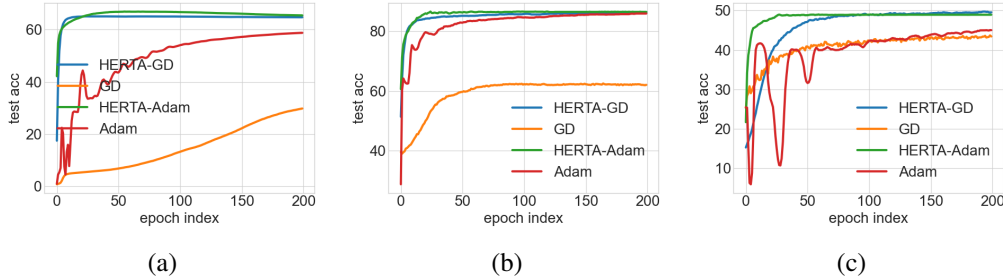 60
40
20
0
test acc
HERTA-GD
GD
HERTA-Adam
Adam
0 50 100 150 200
epoch index
(a)
80
60
40
test acc
HERTA-GD
GD
HERTA-Adam
Adam
0 50 100 150 200
epoch index
(b)
50
40
30
20
10
test acc
HERTA-GD
GD
HERTA-Adam
Adam
0 50 100 150 200
epoch index
(c)